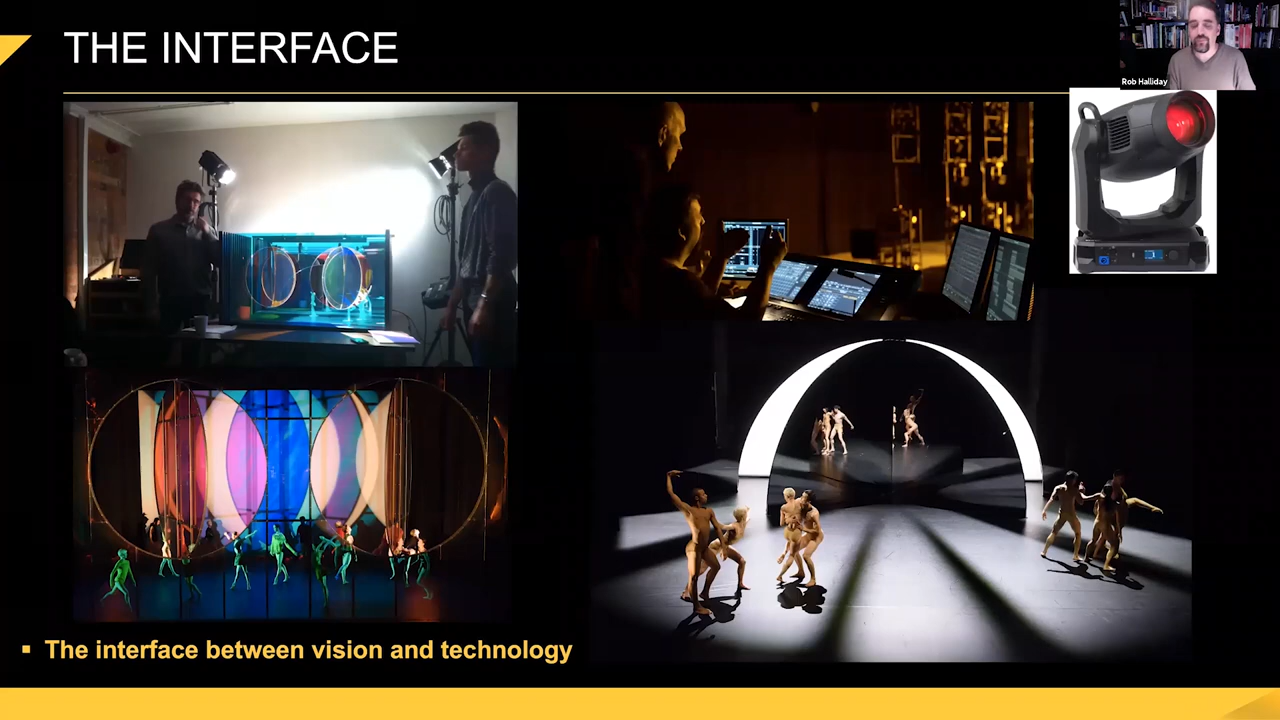 THE INTERFACE
Rob Halliday
▪ The interface between vision and technology